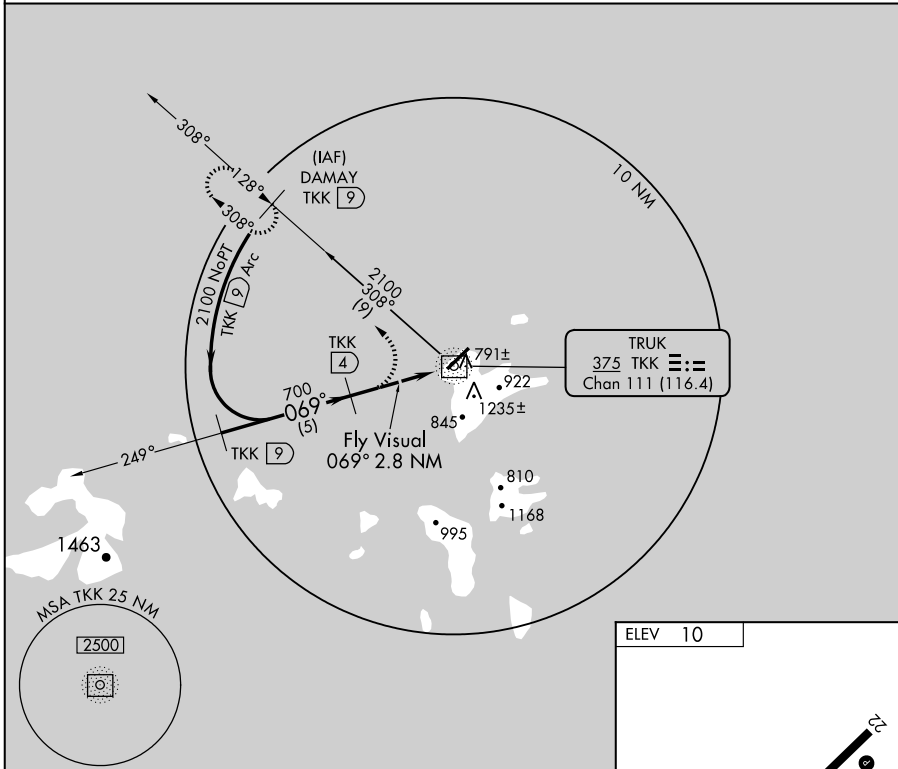 308°
128°
308°
(IAF)
DAMAY
TKK 9
10 NM
2100 NoPT
TKK 9 Arc
2100
308°
(9)
TKK
4
791±
TRUK
375 TKK
Chan 111 (116.4)
922
1235±
845
700
069°
(5)
Fly Visual
069° 2.8 NM
TKK 9
249°
810
1168
995
1463
MSA TKK 25 NM
2500
ELEV 10
22
P